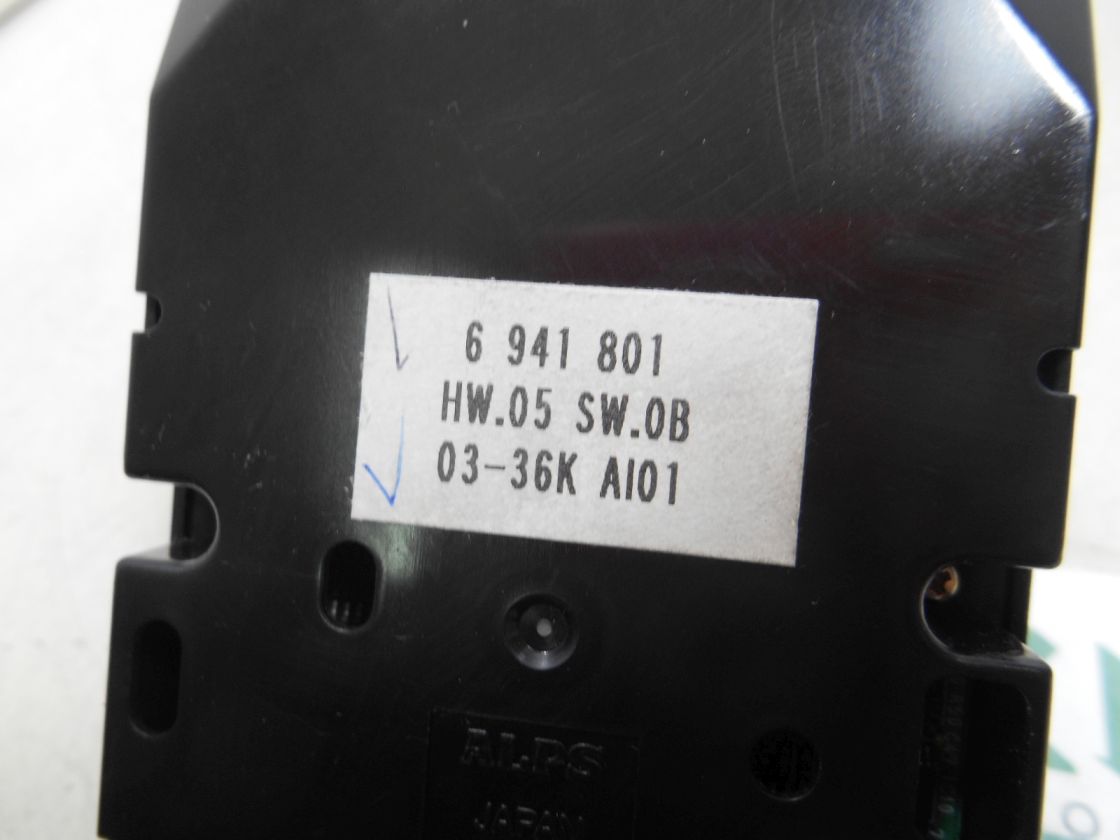 6 941 801
HW.05 SW.0B
03-36K AI01
ALPS
JAPAN